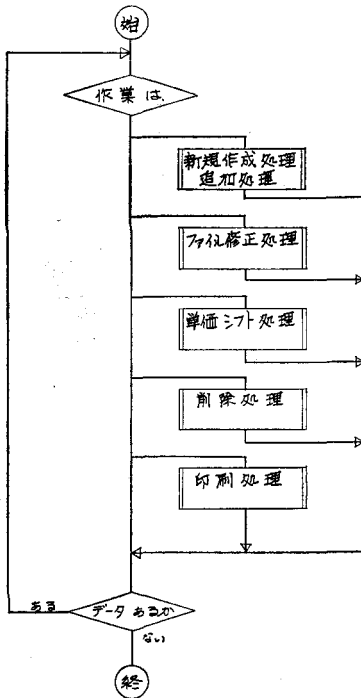 始
作業は
新規作成処理
追加処理
ファイル修正処理
単価シフト処理
削除処理
印刷処理
データあるか
ある
ない
終